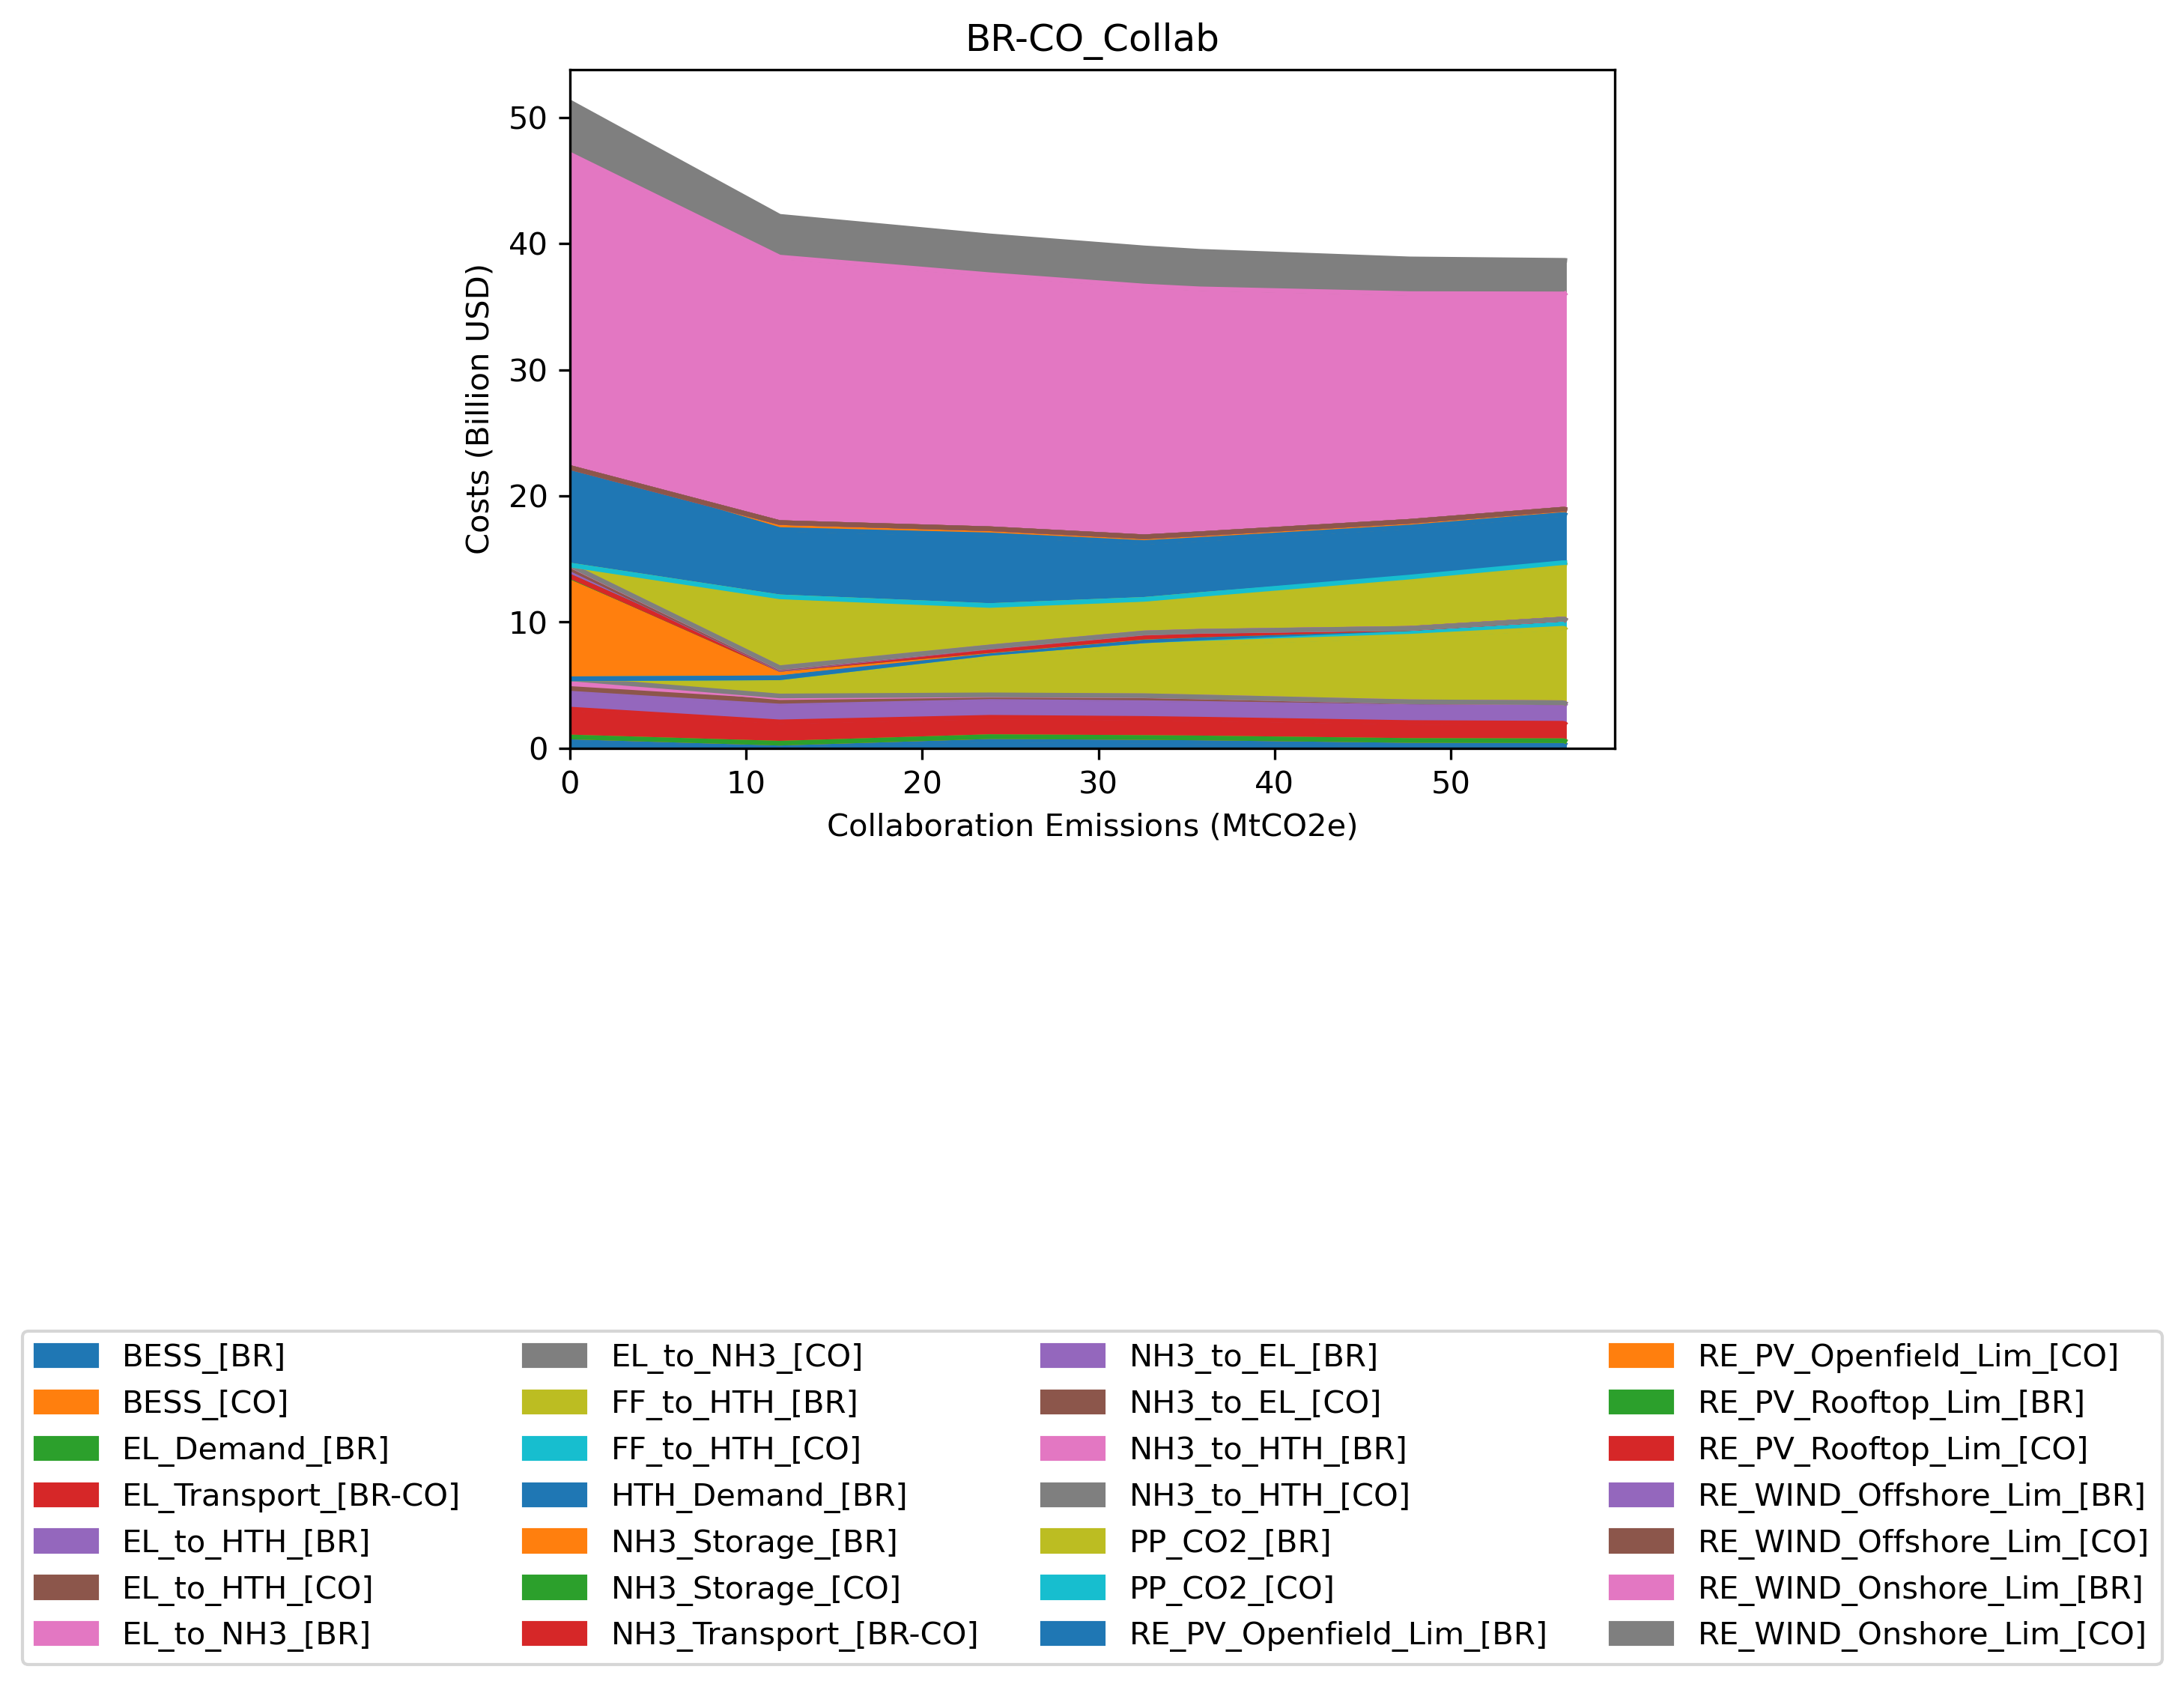 BR-CO_Collab
50
40
30
20
10
0
Costs (Billion USD)
0 10 20 30 40 50
Collaboration Emissions (MtCO2e)
BESS_[BR]
BESS_[CO]
EL_Demand_[BR]
EL_Transport_[BR-CO]
EL_to_HTH_[BR]
EL_to_HTH_[CO]
EL_to_NH3_[BR]
EL_to_NH3_[CO]
FF_to_HTH_[BR]
FF_to_HTH_[CO]
HTH_Demand_[BR]
NH3_Storage_[BR]
NH3_Storage_[CO]
NH3_Transport_[BR-CO]
NH3_to_EL_[BR]
NH3_to_EL_[CO]
NH3_to_HTH_[BR]
NH3_to_HTH_[CO]
PP_CO2_[BR]
PP_CO2_[CO]
RE_PV_Openfield_Lim_[BR]
RE_PV_Openfield_Lim_[CO]
RE_PV_Rooftop_Lim_[BR]
RE_PV_Rooftop_Lim_[CO]
RE_WIND_Offshore_Lim_[BR]
RE_WIND_Offshore_Lim_[CO]
RE_WIND_Onshore_Lim_[BR]
RE_WIND_Onshore_Lim_[CO]